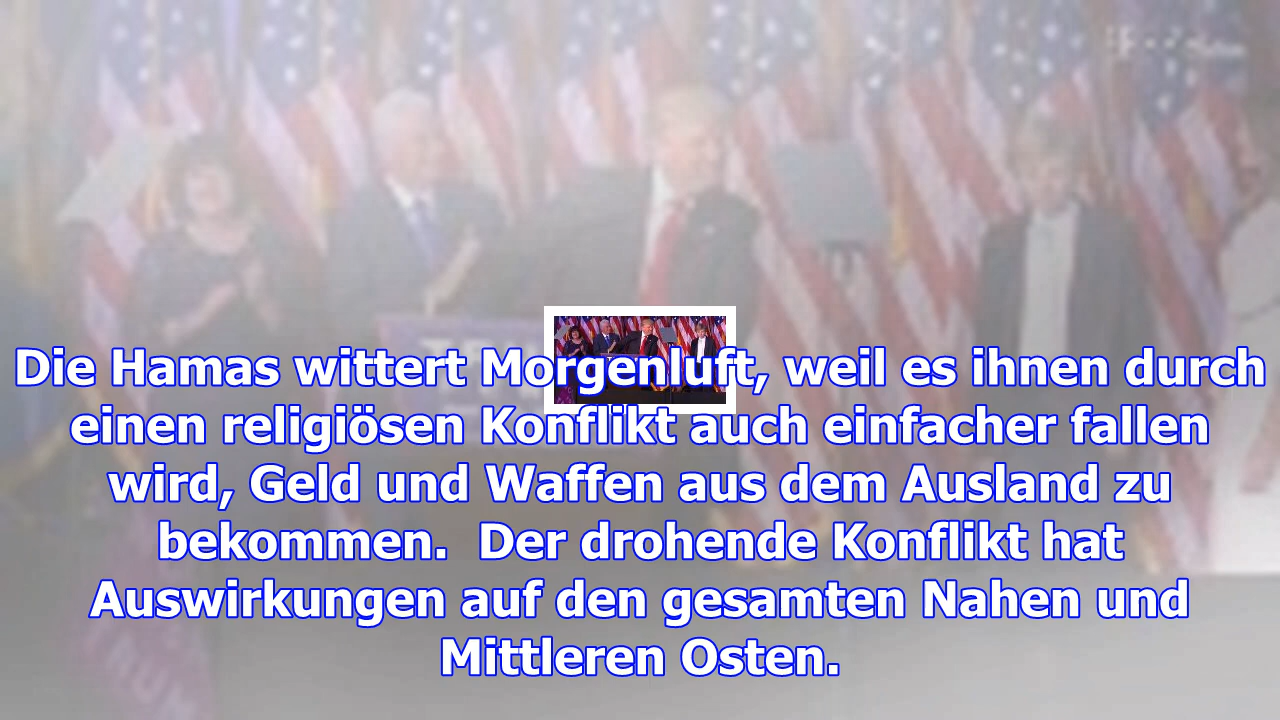 Die Hamas wittert Morgenluft, weil es ihnen durch
einen religiösen Konflikt auch einfacher fallen
wird, Geld und Waffen aus dem Ausland zu
bekommen.  Der drohende Konflikt hat
Auswirkungen auf den gesamten Nahen und
Mittleren Osten.